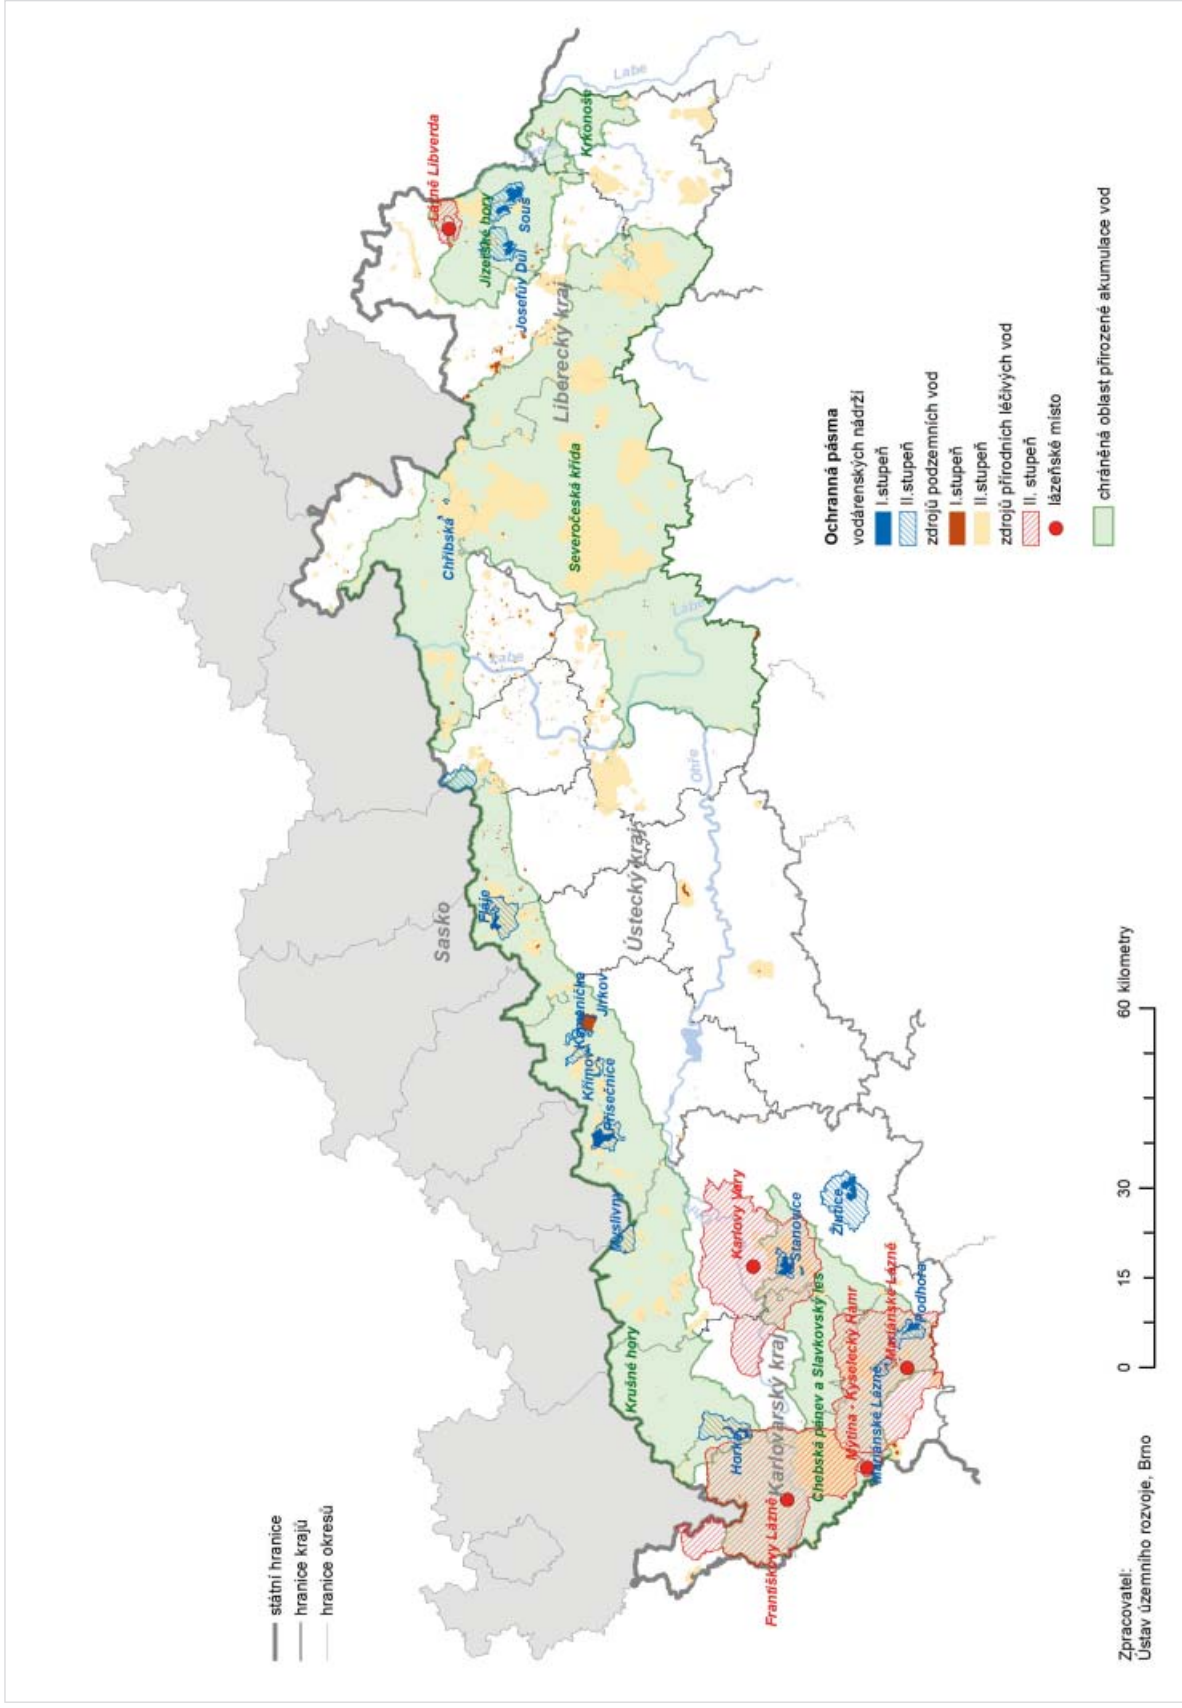 státní hranice
hranice krajů
hranice okresů
Lázně Libverda
Jizerské hory
Souš
Josefův Důl
Labe
Krkonoše
Liberecký kraj
Chřibská
Severočeská křída
Labe
Labe
Ohře
Sasko
Fláje
Ústecký kraj
Kamenička
Jirkov
Křímov
Přísečnice
Myslivny
Krušné hory
Karlovy Vary
Stanovice
Žlutice
Horka
Karlovarský kraj
Chebská pánev a Slavkovský les
Františkovy Lázně
Mýtina - Kyselecký Hamr
Mariánské Lázně
Mariánské Lázně
Podhora
Ochranná pásma
vodárenských nádrží
I.stupeň
II.stupeň
zdrojů podzemních vod
I.stupeň
II.stupeň
zdrojů přírodních léčivých vod
II. stupeň
lázeňské místo
chráněná oblast přirozené akumulace vod
0 15 30 60 kilometry
Zpracovatel:
Ústav územního rozvoje, Brno